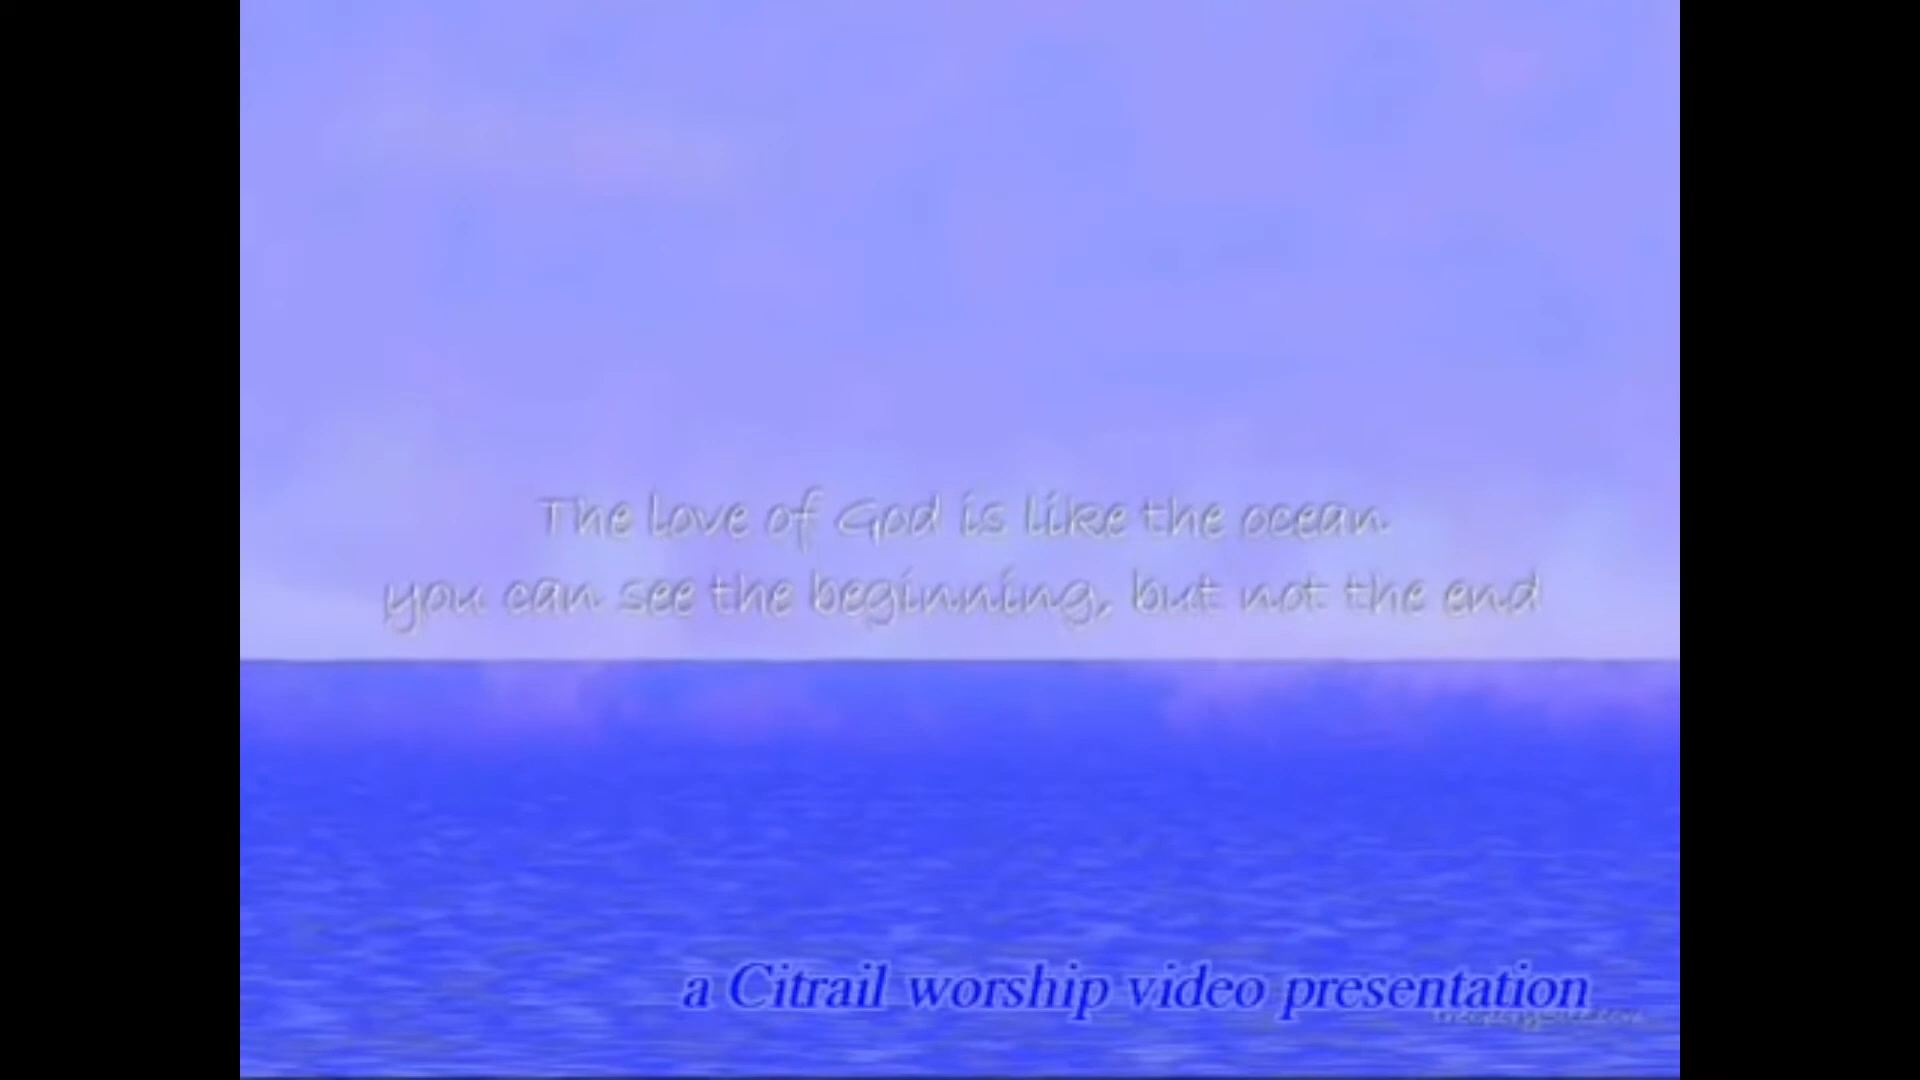 The love of God is like the ocean
you can see the beginning, but not the end
a Citrail worship video presentation